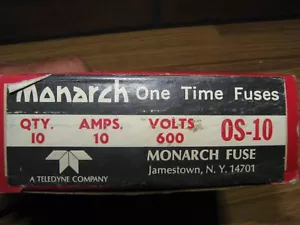 Monarch One Time Fuses
QTY. AMPS. VOLTS OS-10
10 10 600
MONARCH FUSE
Jamestown, N. Y. 14701
A TELEDYNE COMPANY